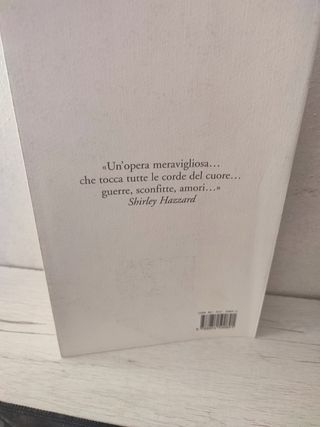 «Un'opera meravigliosa…
che tocca tutte le corde del cuore…
guerre, sconfitte, amori…»
Shirley Hazzard